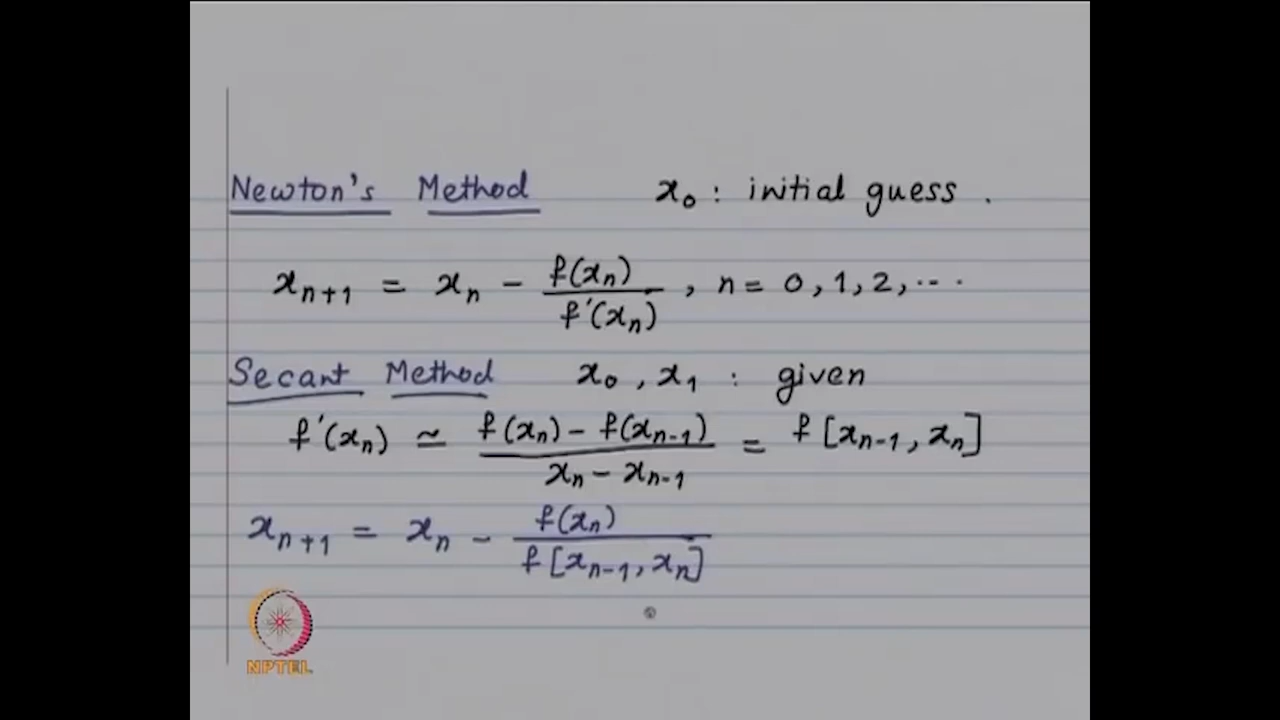 Newton's Method x₀ : initial guess .
xₙ₊₁ = xₙ - f(xₙ)/f'(xₙ) , n = 0, 1, 2, ...
Secant Method x₀ , x₁ : given
f'(xₙ) ≃ (f(xₙ) - f(xₙ₋₁))/(xₙ - xₙ₋₁) = f[xₙ₋₁, xₙ]
xₙ₊₁ = xₙ - f(xₙ)/f[xₙ₋₁, xₙ]
NPTEL